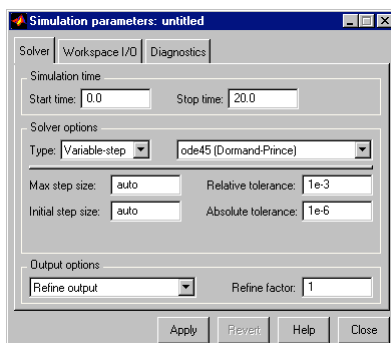 Simulation parameters: untitled
Solver Workspace I/O Diagnostics
Simulation time
Start time: 0.0 Stop time: 20.0
Solver options
Type: Variable-step ode45 (Dormand-Prince)
Max step size: auto Relative tolerance: 1e-3
Initial step size: auto Absolute tolerance: 1e-6
Output options
Refine output Refine factor: 1
Apply Revert Help Close